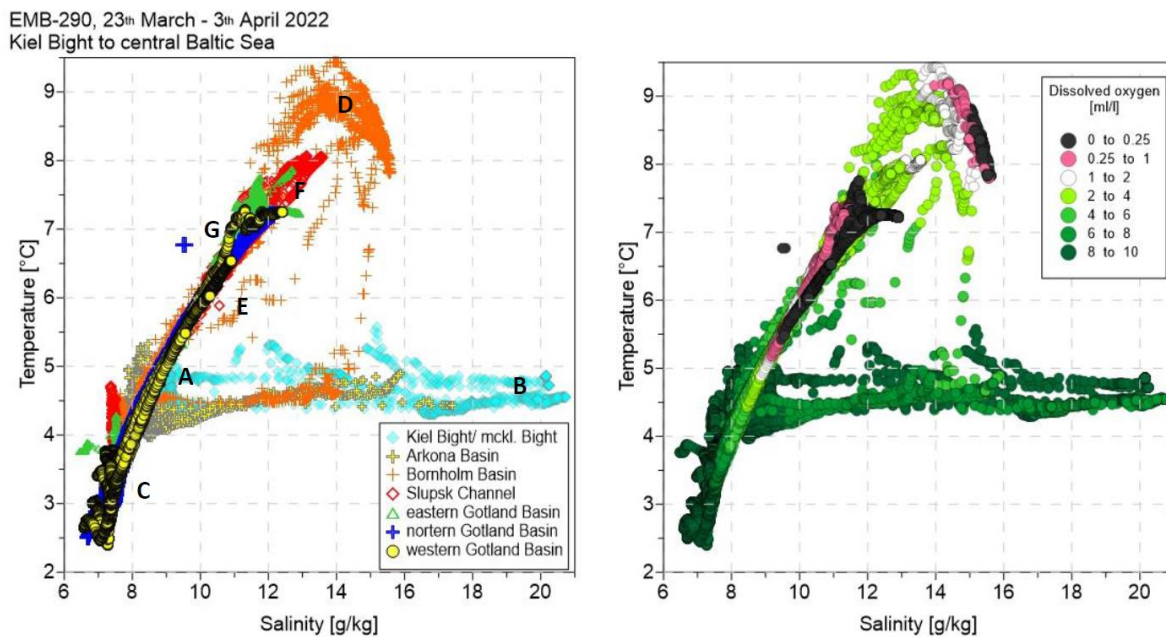 EMB-290, 23th March - 3th April 2022
Kiel Bight to central Baltic Sea
Temperature [°C]
9
8
7
6
5
4
3
2
D
F
G
E
A
B
C
Kiel Bight/ mckl. Bight
Arkona Basin
Bornholm Basin
Slupsk Channel
eastern Gotland Basin
nortern Gotland Basin
western Gotland Basin
6 8 10 12 14 16 18 20
Salinity [g/kg]
Temperature [°C]
9
8
7
6
5
4
3
2
Dissolved oxygen
[ml/l]
0 to 0.25
0.25 to 1
1 to 2
2 to 4
4 to 6
6 to 8
8 to 10
6 8 10 12 14 16 18 20
Salinity [g/kg]